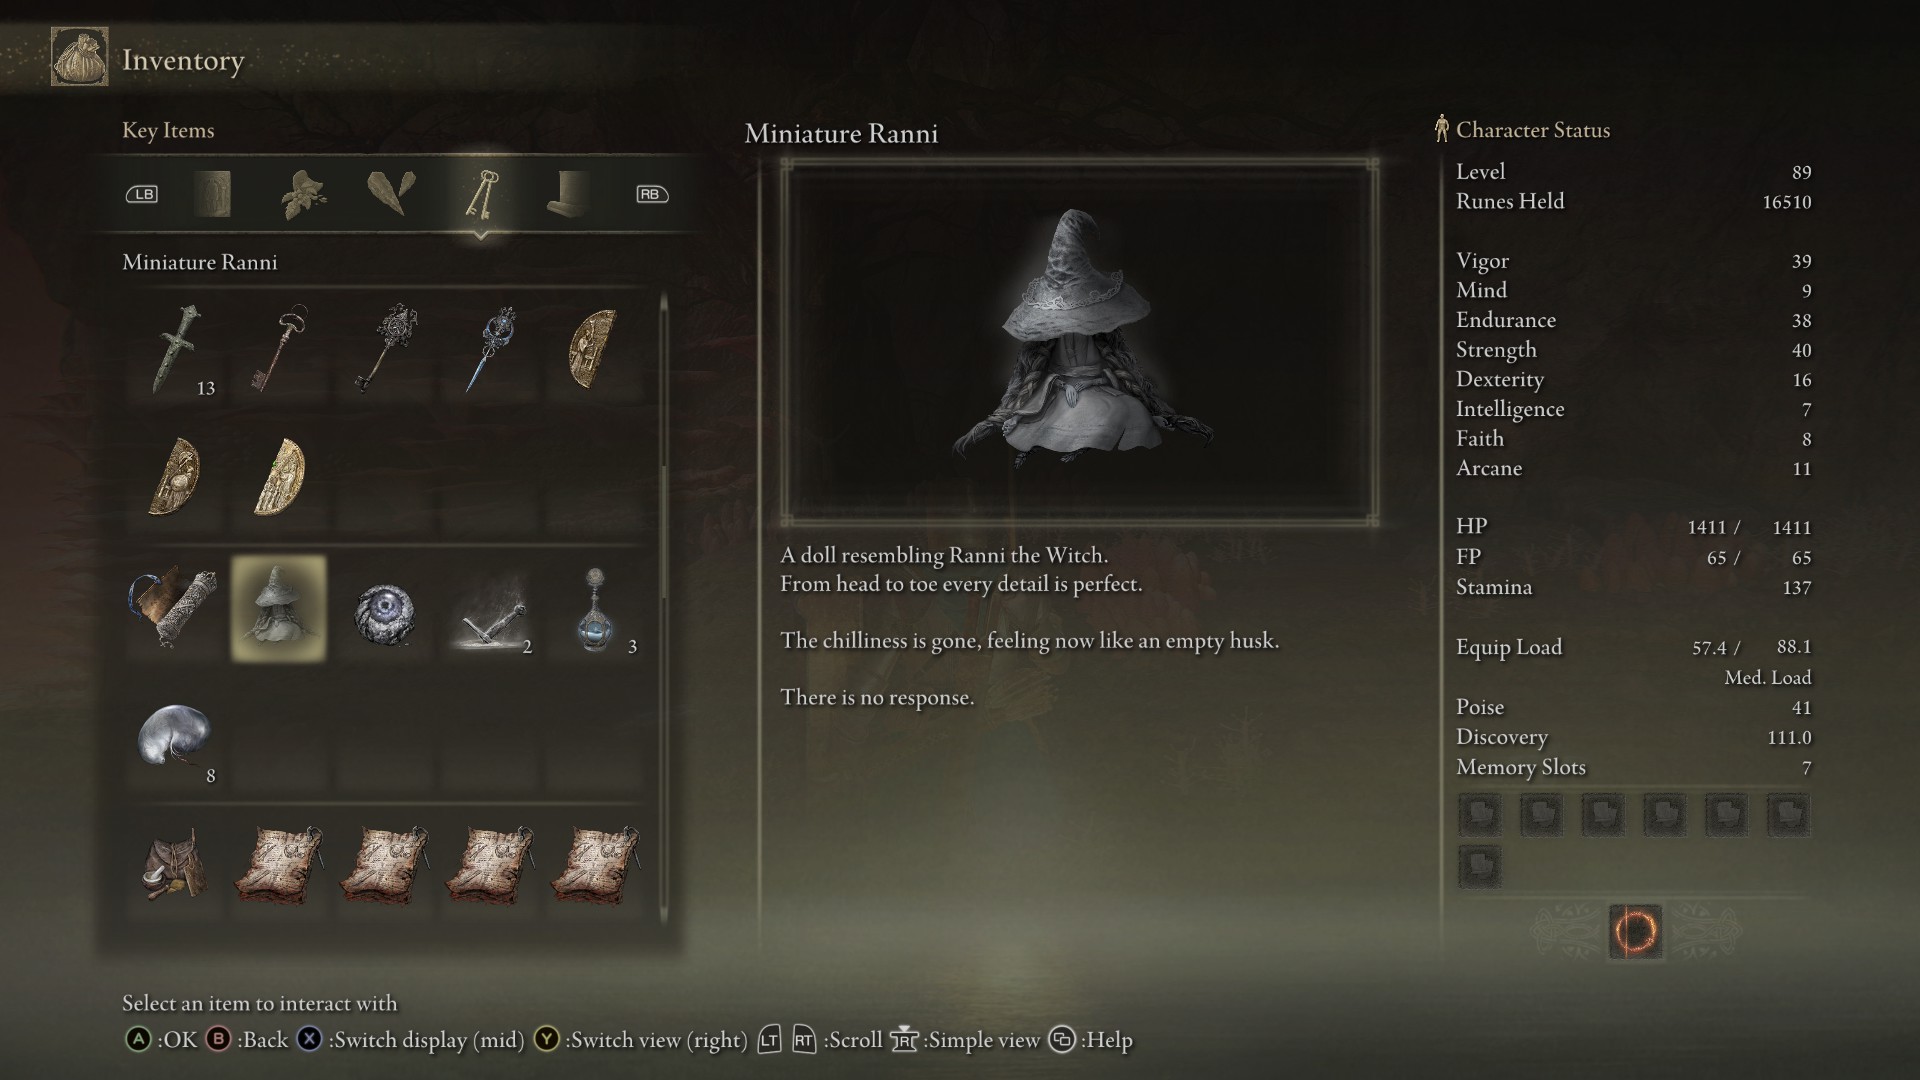 Inventory
Key Items
LB
RB
Miniature Ranni
13
2
3
8
Miniature Ranni
A doll resembling Ranni the Witch.
From head to toe every detail is perfect.
The chilliness is gone, feeling now like an empty husk.
There is no response.
Character Status
Level 89
Runes Held 16510
Vigor 39
Mind 9
Endurance 38
Strength 40
Dexterity 16
Intelligence 7
Faith 8
Arcane 11
HP 1411 / 1411
FP 65 / 65
Stamina 137
Equip Load 57.4 / 88.1
Med. Load
Poise 41
Discovery 111.0
Memory Slots 7
Select an item to interact with
A :OK B :Back X :Switch display (mid) Y :Switch view (right) LT RT :Scroll R :Simple view :Help